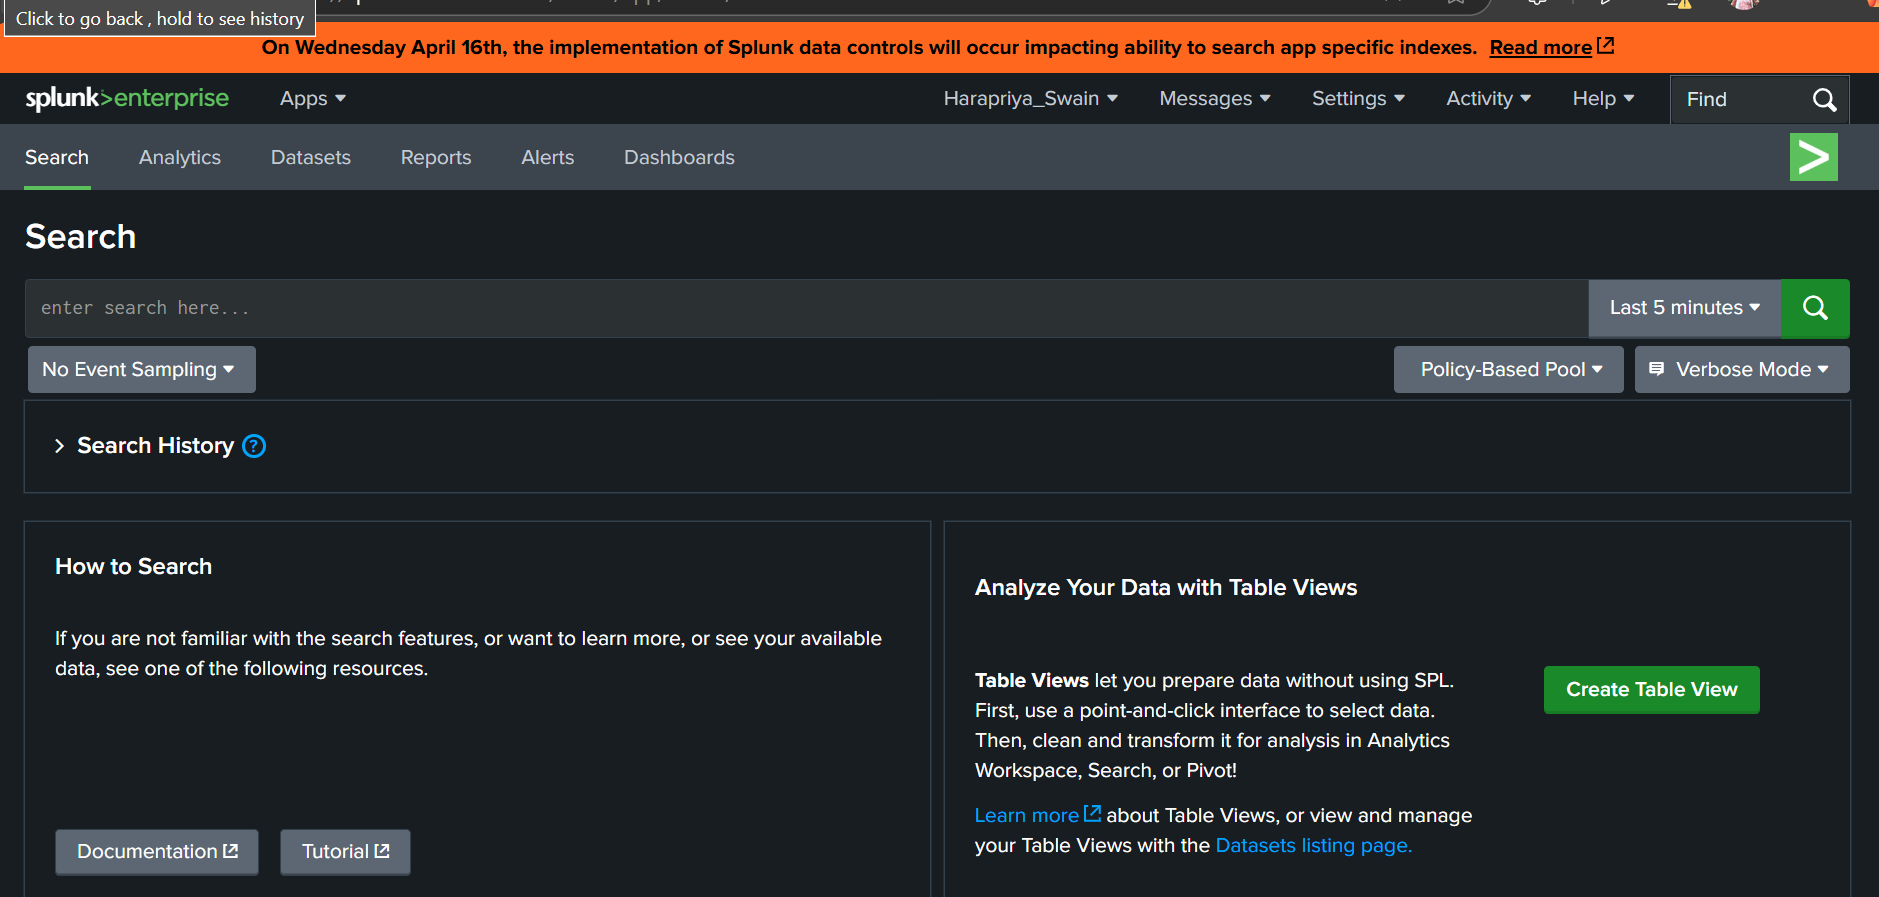 Click to go back , hold to see history
On Wednesday April 16th, the implementation of Splunk data controls will occur impacting ability to search app specific indexes. Read more
splunk>enterprise Apps Harapriya_Swain Messages Settings Activity Help Find
Search Analytics Datasets Reports Alerts Dashboards
Search
enter search here... Last 5 minutes
No Event Sampling Policy-Based Pool Verbose Mode
Search History ?
How to Search
If you are not familiar with the search features, or want to learn more, or see your available
data, see one of the following resources.
Documentation Tutorial
Analyze Your Data with Table Views
Table Views let you prepare data without using SPL.
First, use a point-and-click interface to select data.
Then, clean and transform it for analysis in Analytics
Workspace, Search, or Pivot!
Create Table View
Learn more about Table Views, or view and manage
your Table Views with the Datasets listing page.